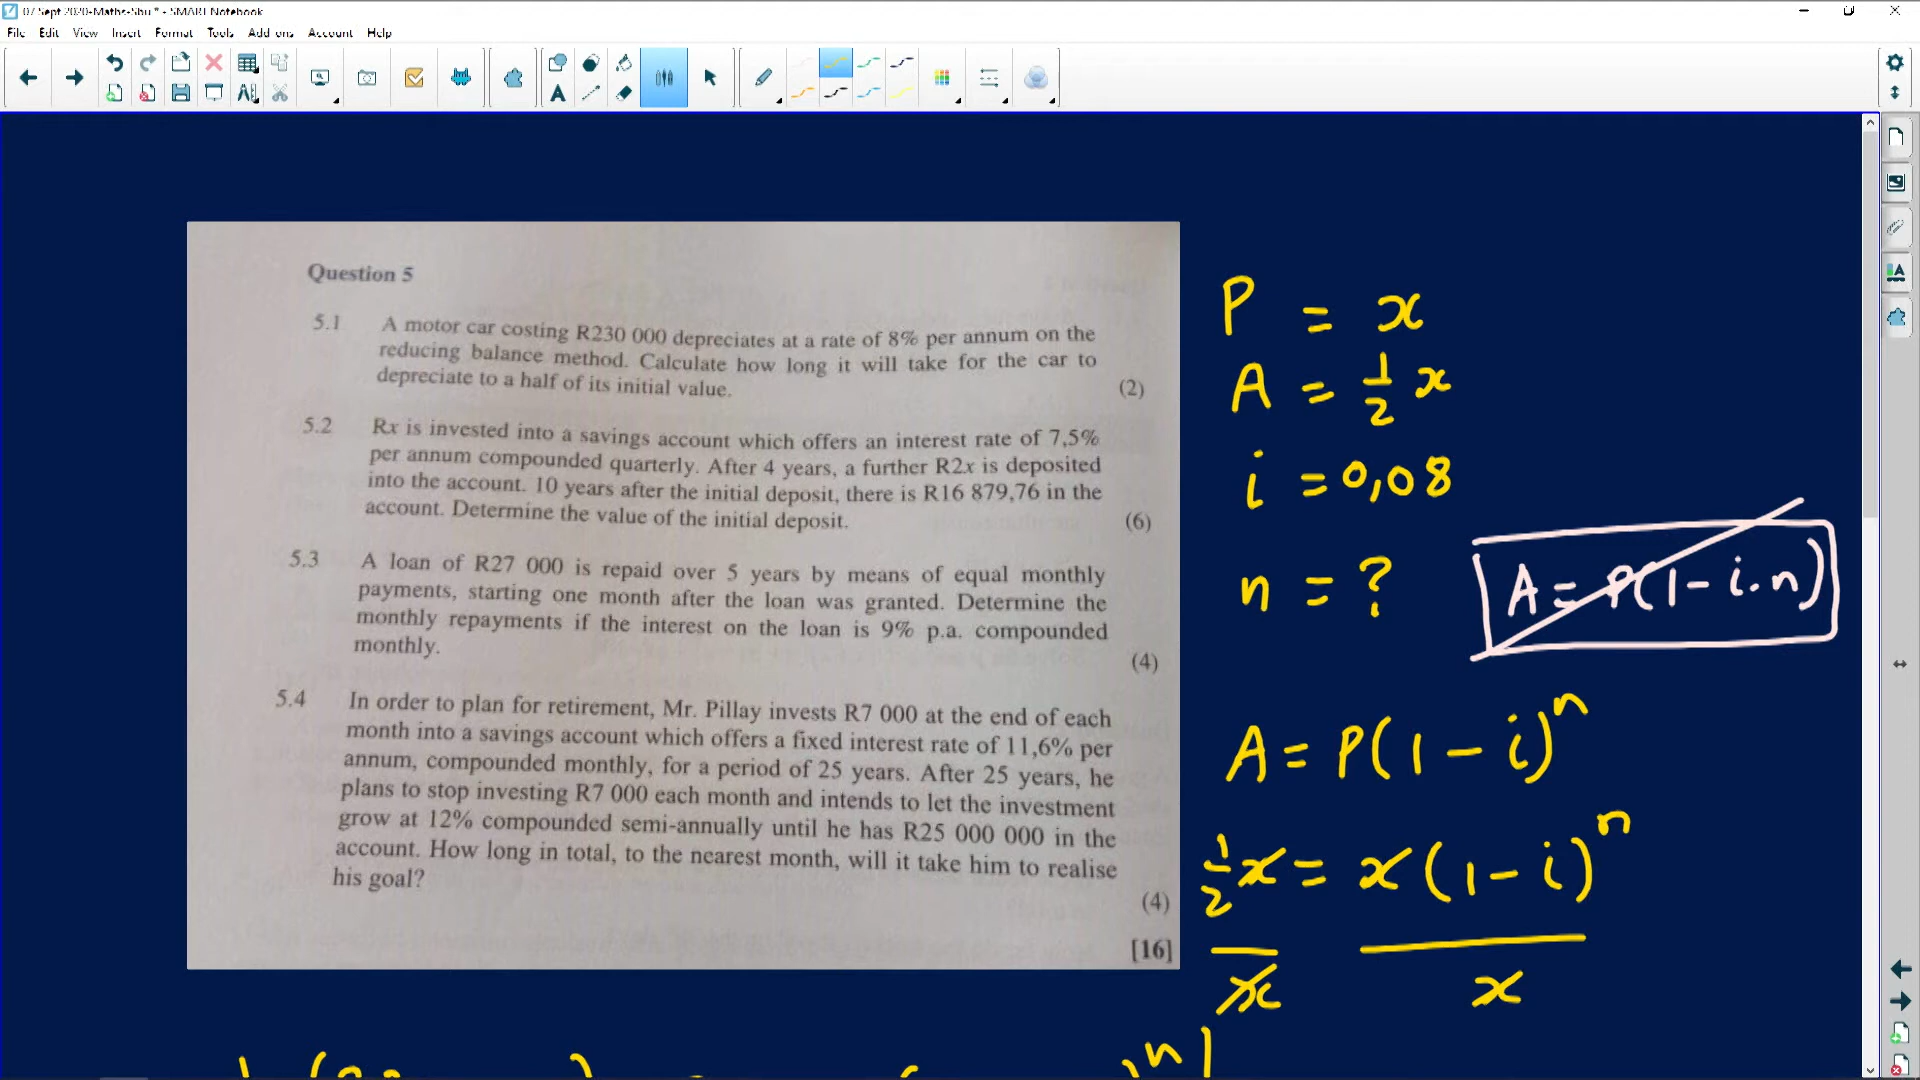 07 Sept 2020-Maths-Sbu * - SMART Notebook
File Edit View Insert Format Tools Add-ons Account Help
Question 5
5.1 A motor car costing R230 000 depreciates at a rate of 8% per annum on the
reducing balance method. Calculate how long it will take for the car to
depreciate to a half of its initial value.
(2)
5.2 Rx is invested into a savings account which offers an interest rate of 7,5%
per annum compounded quarterly. After 4 years, a further R2x is deposited
into the account. 10 years after the initial deposit, there is R16 879,76 in the
account. Determine the value of the initial deposit.
(6)
5.3 A loan of R27 000 is repaid over 5 years by means of equal monthly
payments, starting one month after the loan was granted. Determine the
monthly repayments if the interest on the loan is 9% p.a. compounded
monthly.
(4)
5.4 In order to plan for retirement, Mr. Pillay invests R7 000 at the end of each
month into a savings account which offers a fixed interest rate of 11,6% per
annum, compounded monthly, for a period of 25 years. After 25 years, he
plans to stop investing R7 000 each month and intends to let the investment
grow at 12% compounded semi-annually until he has R25 000 000 in the
account. How long in total, to the nearest month, will it take him to realise
his goal?
(4)
[16]
P = x
A = 1/2 x
i = 0,08
n = ?
A = P(1 - i.n)
A = P(1 - i)^n
1/2 x = x(1 - i)^n
x x